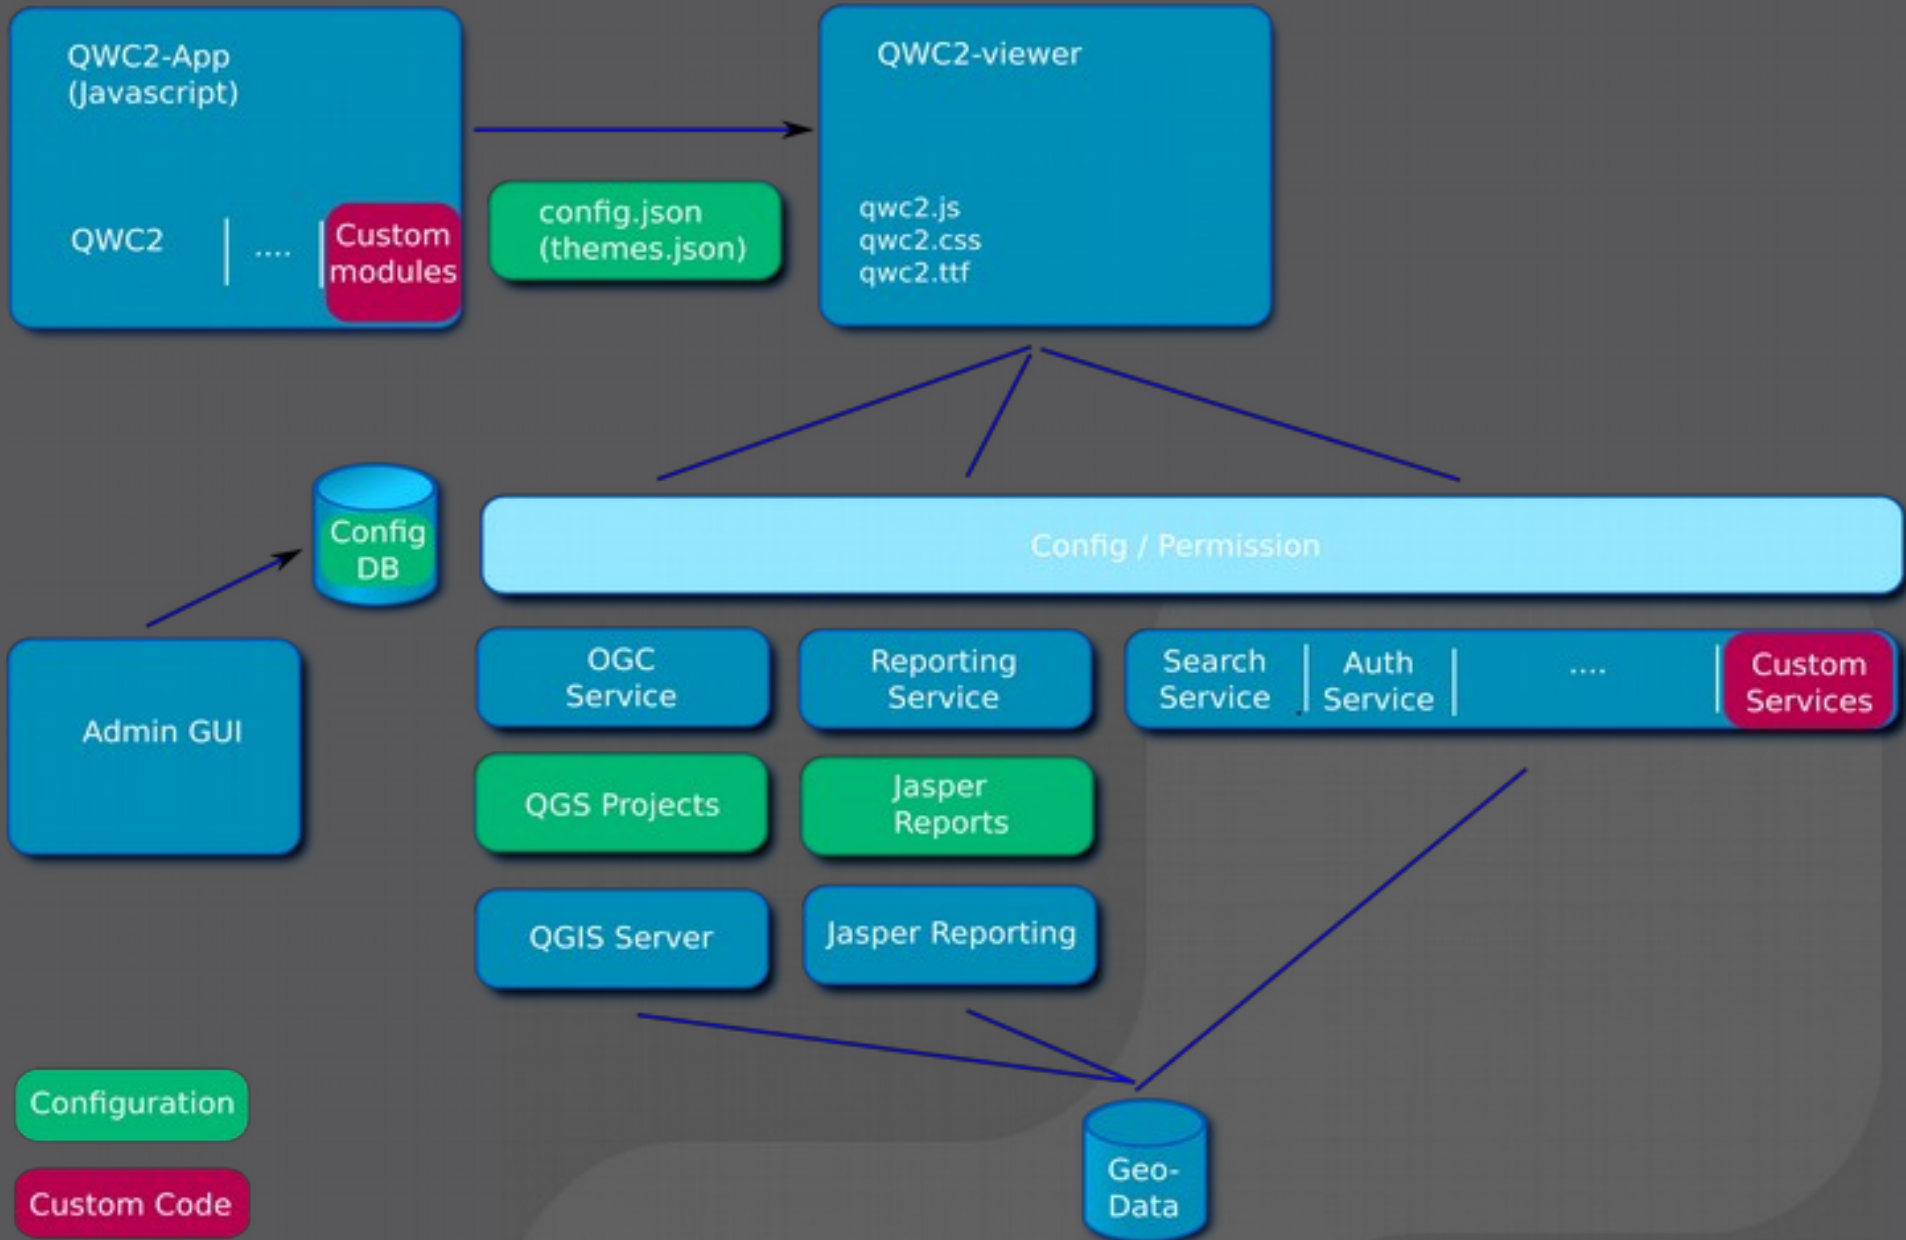 QWC2-App
(Javascript)
QWC2
....
Custom
modules
config.json
(themes.json)
QWC2-viewer
qwc2.js
qwc2.css
qwc2.ttf
Config
DB
Config / Permission
Admin GUI
OGC
Service
Reporting
Service
Search
Service
Auth
Service
....
Custom
Services
QGS Projects
Jasper
Reports
QGIS Server
Jasper Reporting
Geo-
Data
Configuration
Custom Code